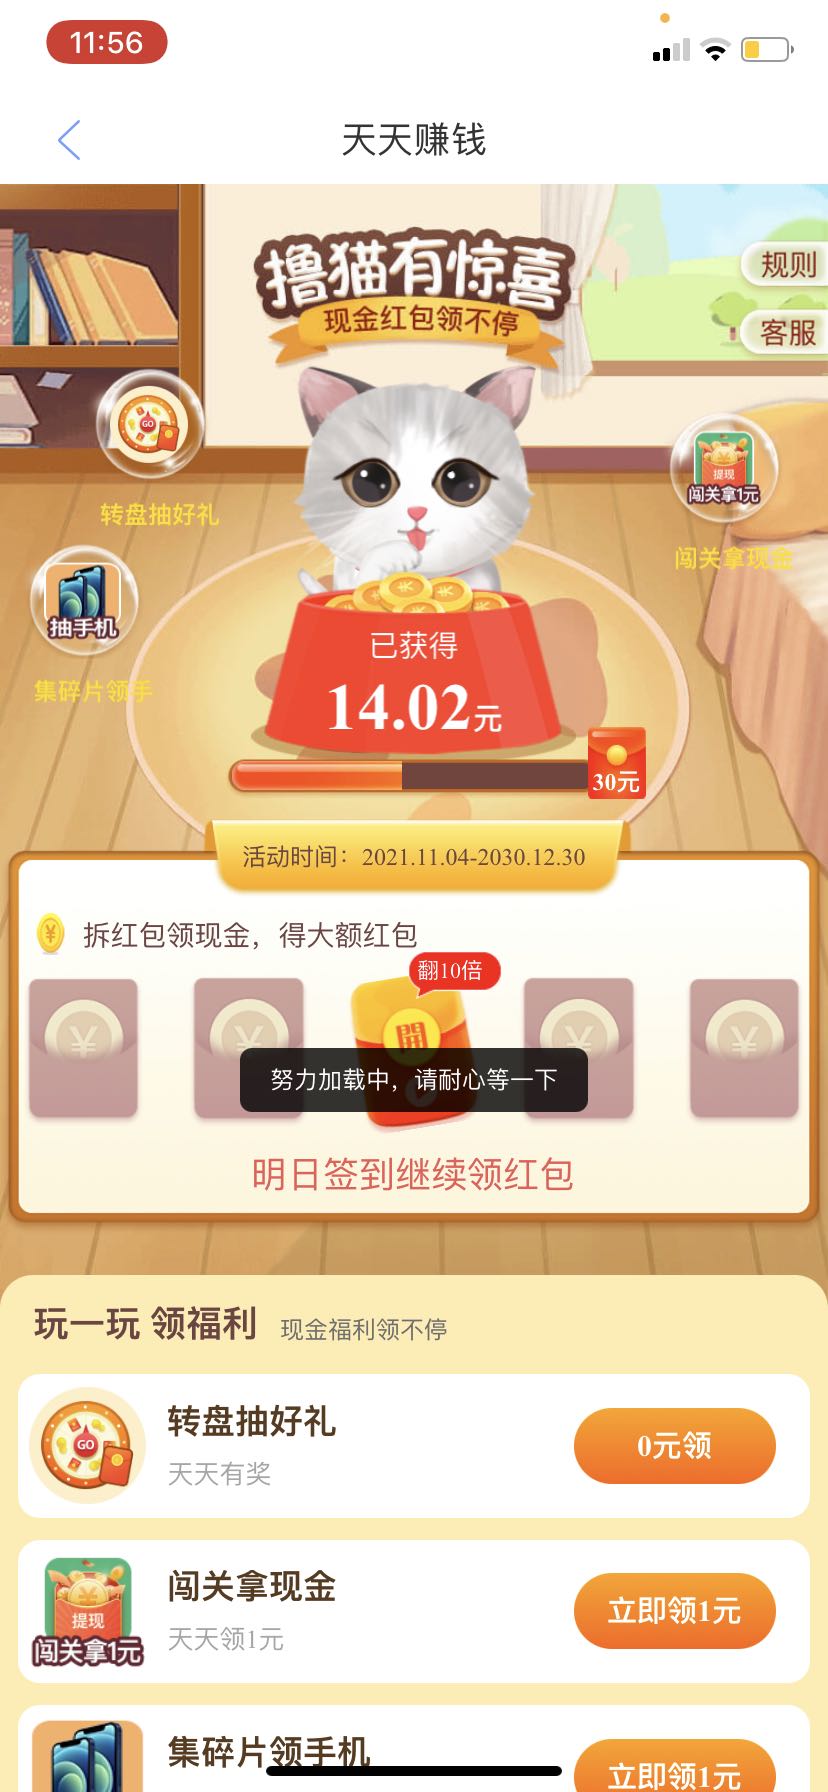 11:56
天天赚钱
撸猫有惊喜
现金红包领不停
规则
客服
GO
转盘抽好礼
提现
闯关拿1元
闯关拿现金
抽手机
集碎片领手
已获得
14.02元
30元
活动时间：2021.11.04-2030.12.30
拆红包领现金，得大额红包
翻10倍
開
努力加载中，请耐心等一下
明日签到继续领红包
玩一玩 领福利 现金福利领不停
GO
转盘抽好礼
天天有奖
0元领
提现
闯关拿1元
闯关拿现金
天天领1元
立即领1元
集碎片领手机
立即领1元